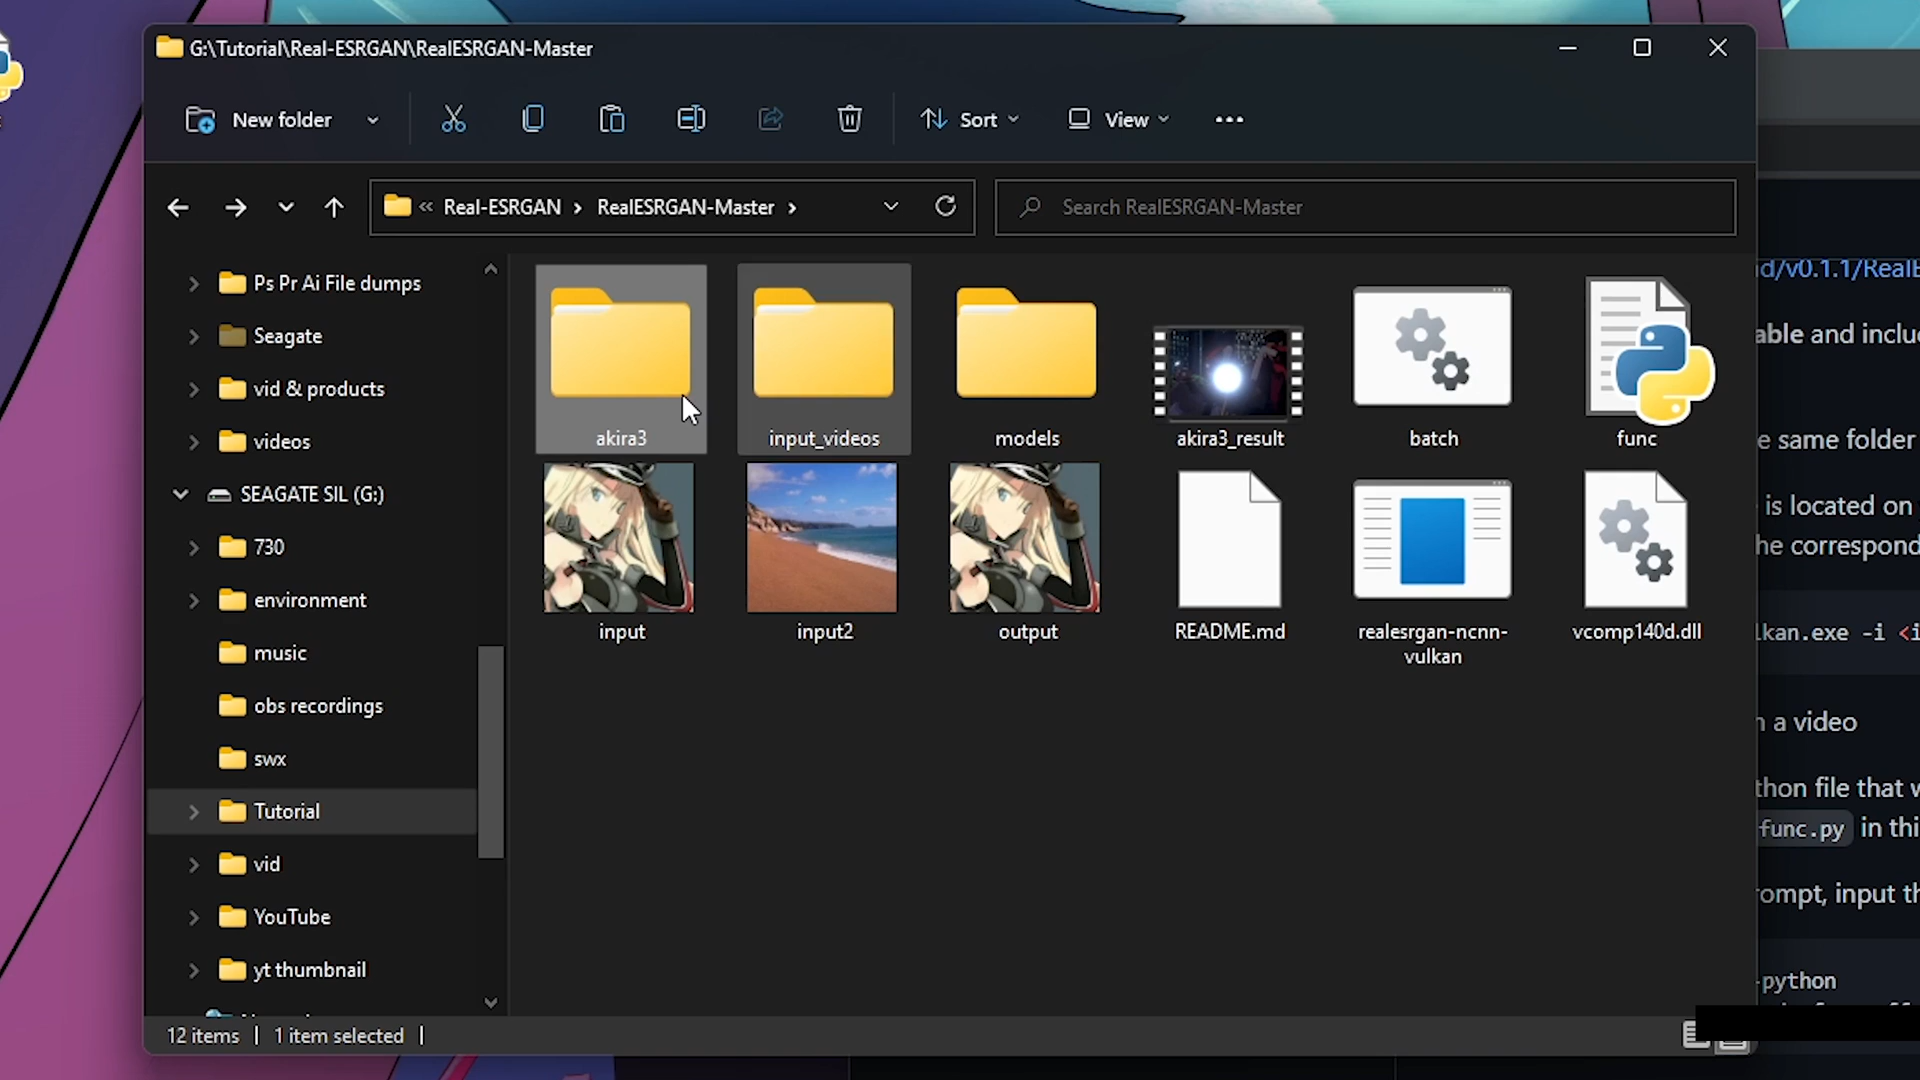 G:\Tutorial\Real-ESRGAN\RealESRGAN-Master
New folder
Sort
View
« Real-ESRGAN › RealESRGAN-Master ›
Search RealESRGAN-Master
Ps Pr Ai File dumps
Seagate
vid & products
videos
SEAGATE SIL (G:)
730
environment
music
obs recordings
swx
Tutorial
vid
YouTube
yt thumbnail
akira3
input_videos
models
akira3_result
batch
func
input
input2
output
README.md
realesrgan-ncnn-
vulkan
vcomp140d.dll
12 items
1 item selected
d/v0.1.1/RealE
able and inclu
e same folder
is located on
he correspond
lkan.exe -i <i
a video
thon file that
func.py in thi
ompt, input th
-python